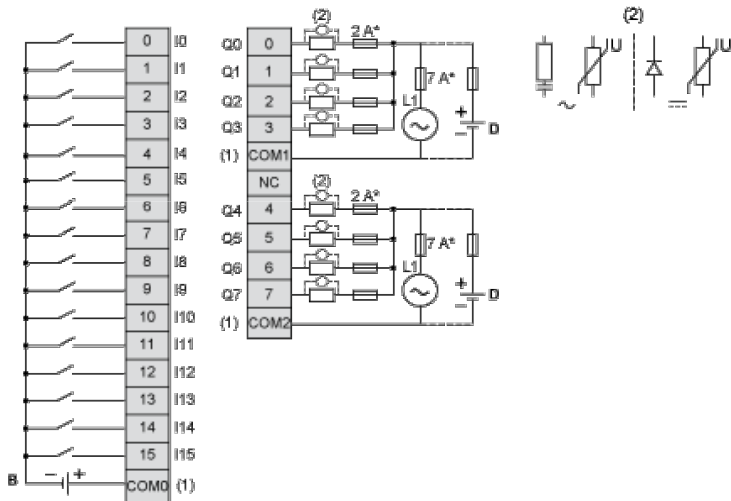 0 I0
1 I1
2 I2
3 I3
4 I4
5 I5
6 I6
7 I7
8 I8
9 I9
10 I10
11 I11
12 I12
13 I13
14 I14
15 I15
B - + COM0 (1)
(2)
Q0 0 2 A*
Q1 1
Q2 2 7 A*
L1
Q3 3 + - D
(1) COM1
NC
(2)
Q4 4 2 A*
Q5 5 7 A*
L1
Q6 6
Q7 7 + - D
(1) COM2
(2)
U U